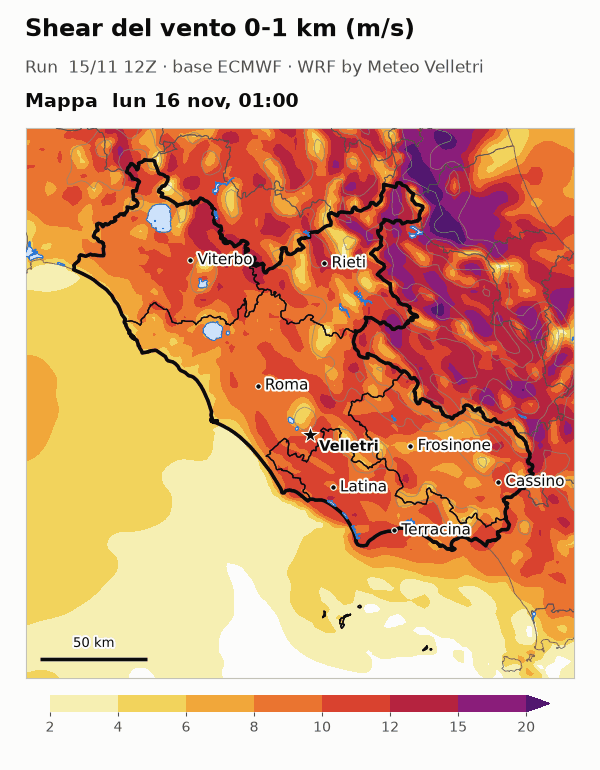 Shear del vento 0-1 km (m/s)
Run  15/11 12Z · base ECMWF · WRF by Meteo Velletri
Mappa  lun 16 nov, 01:00
Viterbo
Rieti
Roma
Velletri
Frosinone
Latina
Cassino
Terracina
50 km
2 4 6 8 10 12 15 20